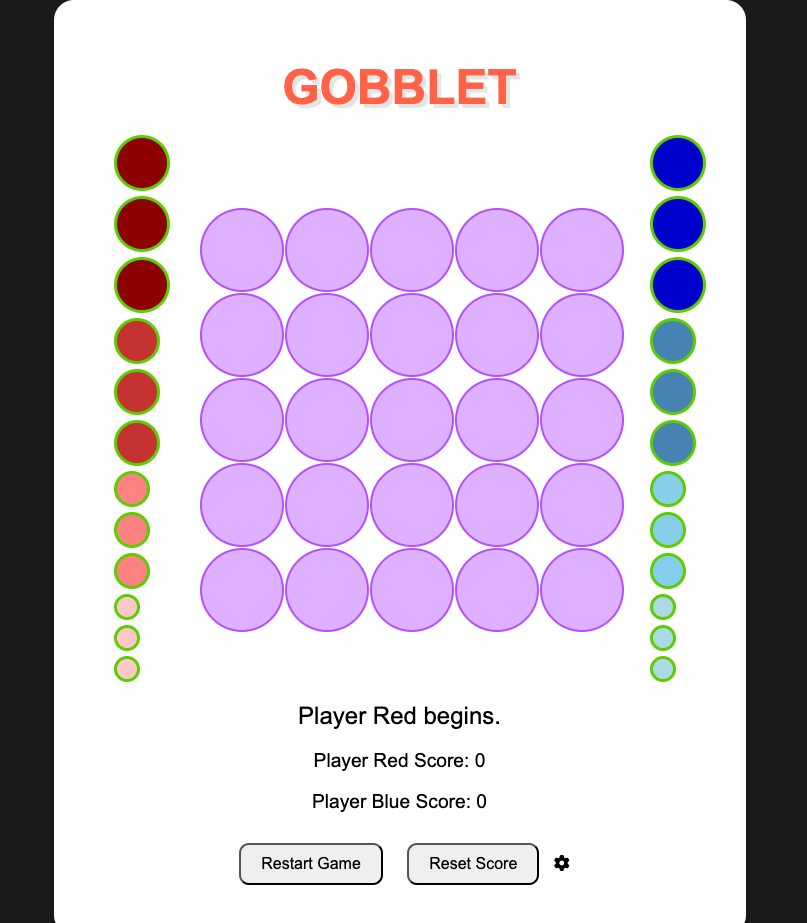 GOBBLET
Player Red begins.
Player Red Score: 0
Player Blue Score: 0
Restart Game Reset Score